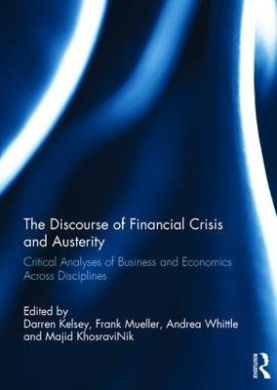 The Discourse of Financial Crisis
and Austerity
Critical Analyses of Business and Economics
Across Disciplines
Edited by
Darren Kelsey, Frank Mueller, Andrea Whittle
and Majid KhosraviNik
Routledge